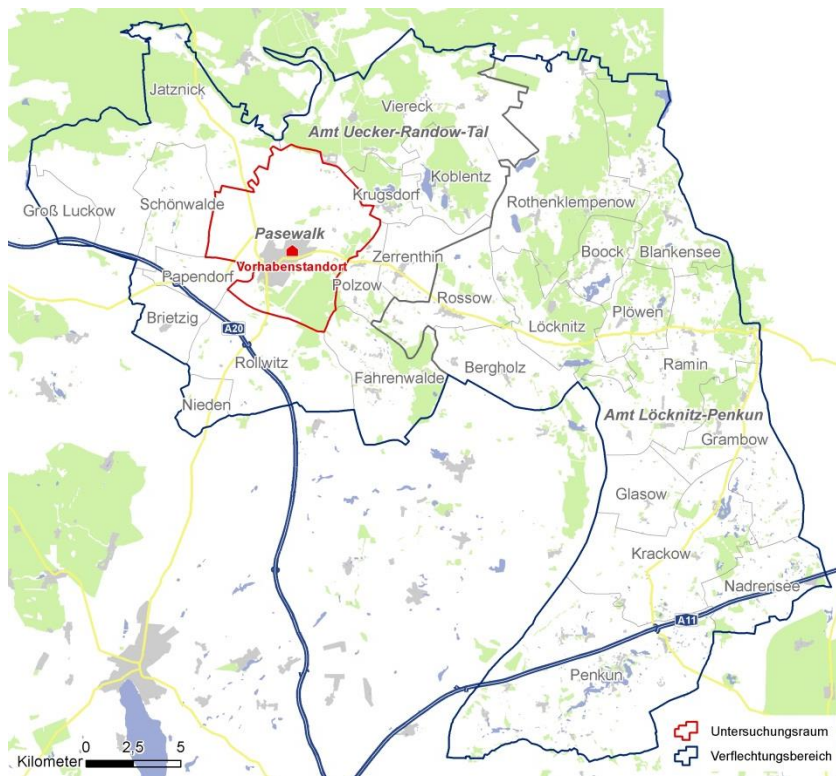 Jatznick
Viereck
Amt Uecker-Randow-Tal
Koblentz
Krugsdorf
Rothenklempenow
Groß Luckow
Schönwalde
Pasewalk
Vorhabenstandort
Zerrenthin
Boock
Blankensee
Papendorf
Polzow
Rossow
Plöwen
Brietzig
A20
Löcknitz
Rollwitz
Fahrenwalde
Bergholz
Ramin
Nieden
Amt Löcknitz-Penkun
Grambow
Glasow
Krackow
Nadrensee
A11
Penkun
Kilometer 0 2,5 5
Untersuchungsraum
Verflechtungsbereich